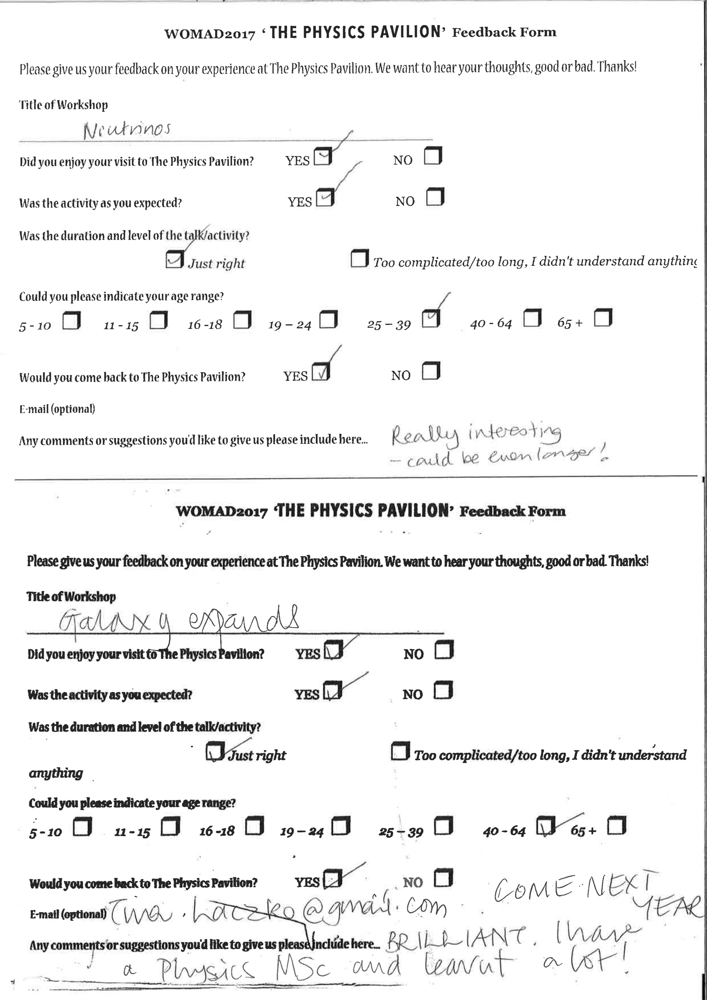 WOMAD2017 ‘ THE PHYSICS PAVILION’ Feedback Form
Please give us your feedback on your experience at The Physics Pavilion. We want to hear your thoughts, good or bad. Thanks!
Title of Workshop
Neutrinos
Did you enjoy your visit to The Physics Pavilion? YES NO
Was the activity as you expected? YES NO
Was the duration and level of the talk/activity?
Just right Too complicated/too long, I didn't understand anything
Could you please indicate your age range?
5 - 10 11 - 15 16 -18 19 – 24 25 – 39 40 - 64 65 +
Would you come back to The Physics Pavilion? YES NO
E-mail (optional)
Any comments or suggestions you'd like to give us please include here... Really interesting
- could be even longer!
WOMAD2017 ‘THE PHYSICS PAVILION’ Feedback Form
Please give us your feedback on your experience at The Physics Pavilion. We want to hear your thoughts, good or bad. Thanks!
Title of Workshop
Galaxy expands
Did you enjoy your visit to The Physics Pavilion? YES NO
Was the activity as you expected? YES NO
Was the duration and level of the talk/activity?
Just right Too complicated/too long, I didn't understand
anything
Could you please indicate your age range?
5 - 10 11 - 15 16 -18 19 – 24 25 – 39 40 - 64 65 +
Would you come back to The Physics Pavilion? YES NO COME NEXT
YEAR
E-mail (optional) Tina.Laczko@gmail.com
Any comments or suggestions you'd like to give us please include here... BRILLIANT. I have
a Physics MSc and learnt a lot!